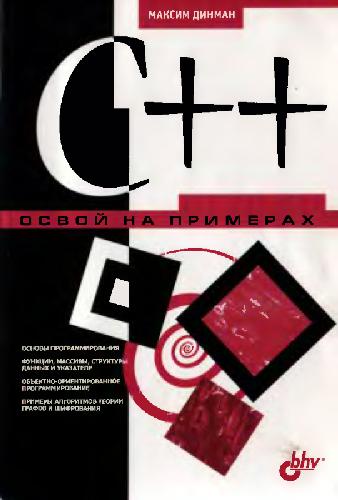 МАКСИМ ДИНМАН
C++
ОСВОЙ НА ПРИМЕРАХ
ОСНОВЫ ПРОГРАММИРОВАНИЯ
ФУНКЦИИ, МАССИВЫ, СТРУКТУРЫ
ДАННЫХ И УКАЗАТЕЛИ
ОБЪЕКТНО-ОРИЕНТИРОВАННОЕ
ПРОГРАММИРОВАНИЕ
ПРИМЕРЫ АЛГОРИТМОВ ТЕОРИИ
ГРАФОВ И ШИФРОВАНИЯ
bhv®